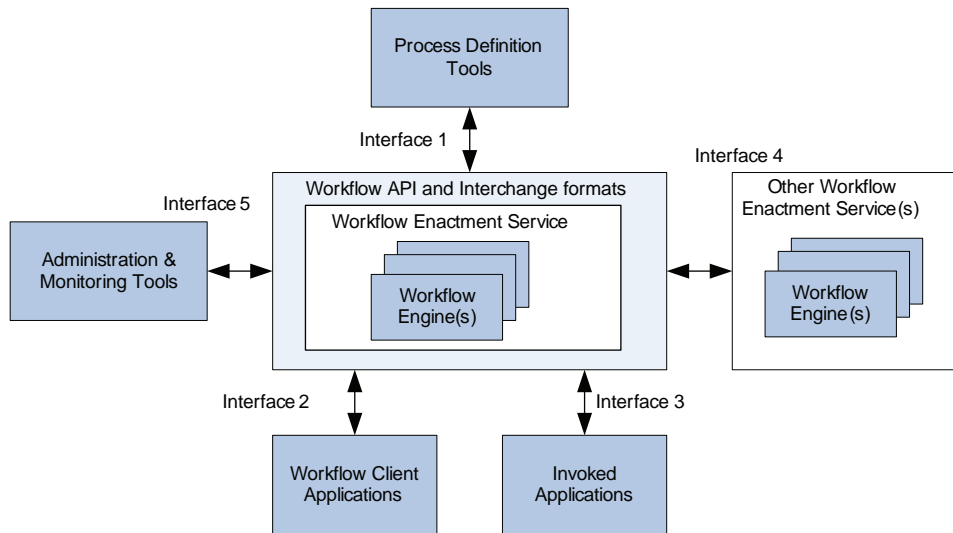 Process Definition
Tools
Interface 1
Interface 4
Workflow API and Interchange formats
Other Workflow
Enactment Service(s)
Interface 5
Workflow Enactment Service
Administration &
Monitoring Tools
Workflow
Engine(s)
Workflow
Engine(s)
Interface 2
Interface 3
Workflow Client
Applications
Invoked
Applications